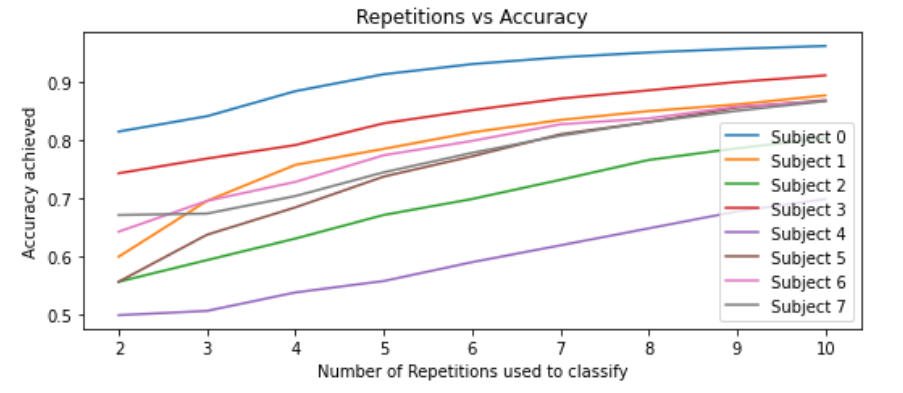 Repetitions vs Accuracy
Accuracy achieved
0.9
0.8
0.7
0.6
0.5
Subject 0
Subject 1
Subject 2
Subject 3
Subject 4
Subject 5
Subject 6
Subject 7
2 3 4 5 6 7 8 9 10
Number of Repetitions used to classify